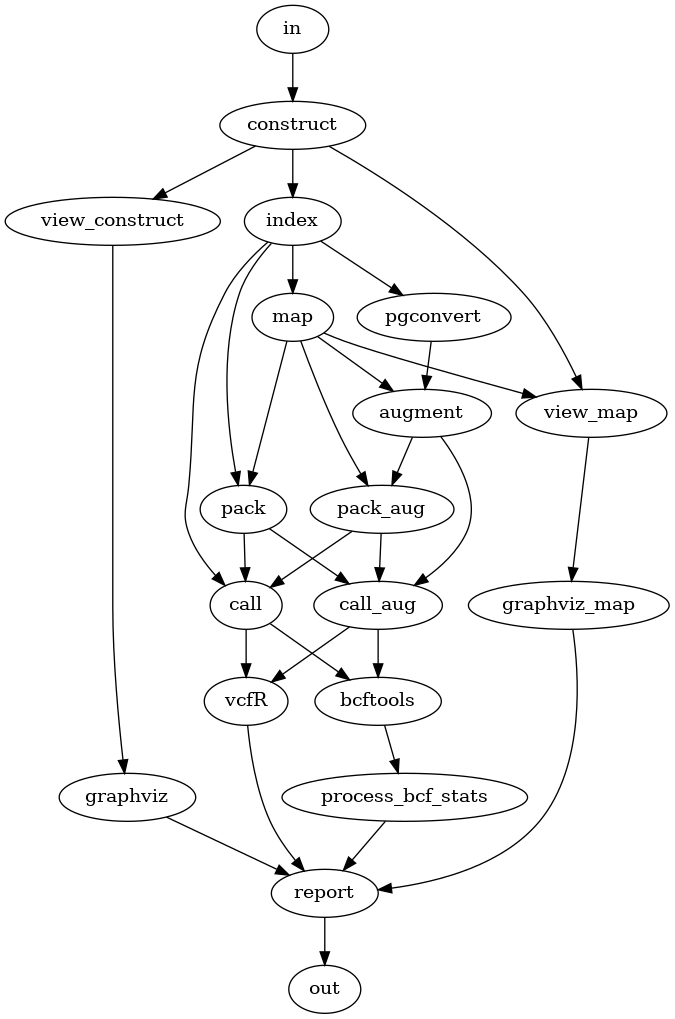 in
construct
view_construct
index
map
pgconvert
augment
view_map
pack
pack_aug
call
call_aug
graphviz_map
vcfR
bcftools
graphviz
process_bcf_stats
report
out